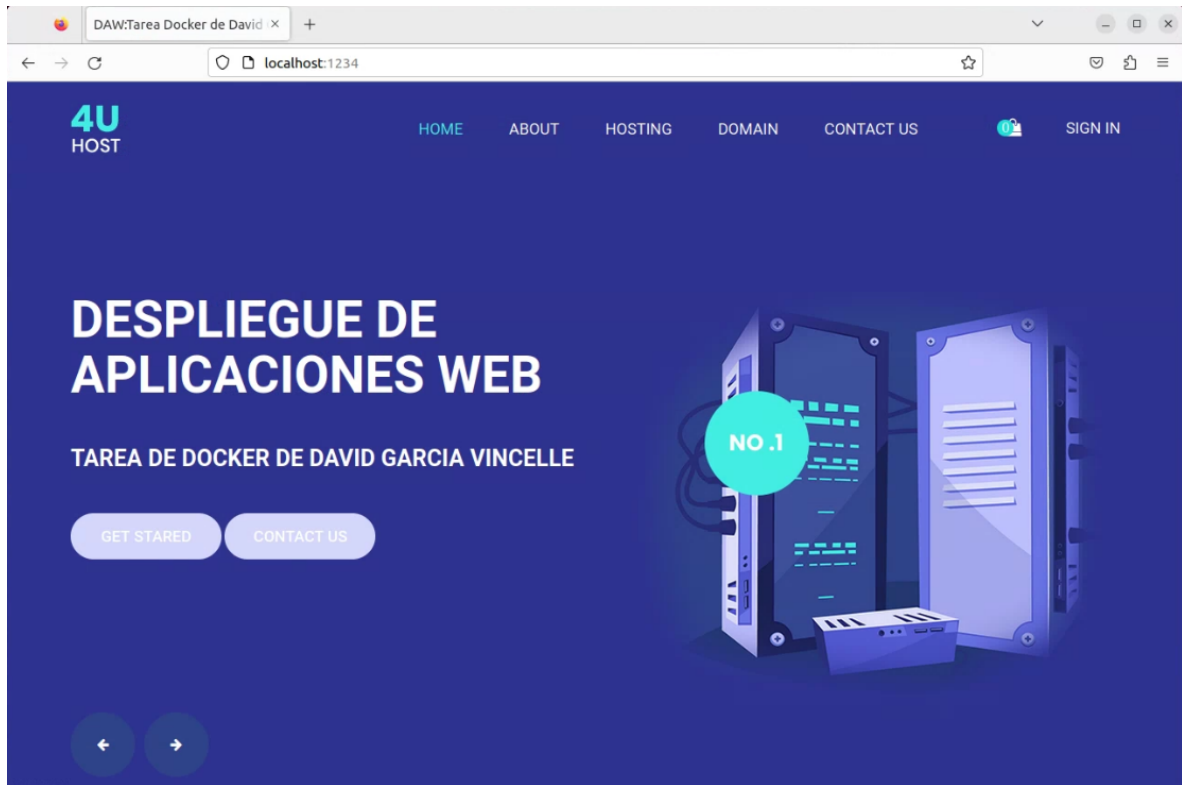 DAW:Tarea Docker de David
localhost:1234
4U
HOST
HOME ABOUT HOSTING DOMAIN CONTACT US 0 SIGN IN
DESPLIEGUE DE
APLICACIONES WEB
TAREA DE DOCKER DE DAVID GARCIA VINCELLE
NO .1
GET STARED CONTACT US